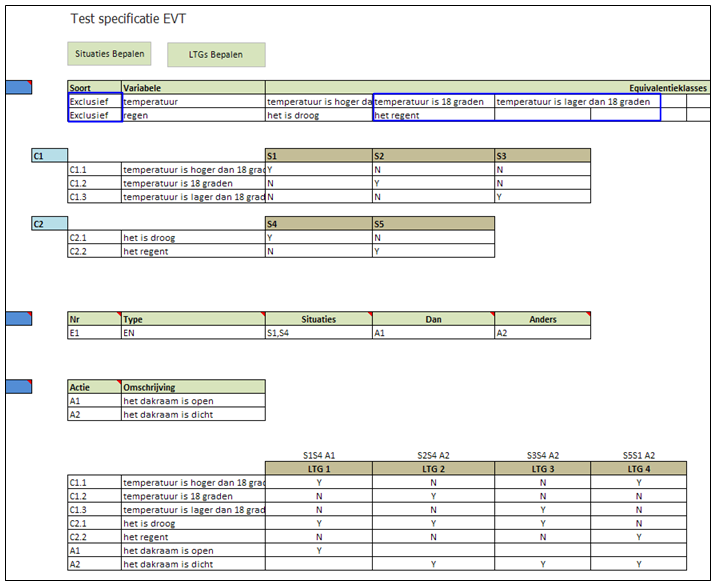 Test specificatie EVT
Situaties Bepalen LTGs Bepalen
Soort Variabele Equivalentieklasses
Exclusief temperatuur temperatuur is hoger da temperatuur is 18 graden temperatuur is lager dan 18 graden
Exclusief regen het is droog het regent
C1 S1 S2 S3
C1.1 temperatuur is hoger dan 18 grad Y N N
C1.2 temperatuur is 18 graden N Y N
C1.3 temperatuur is lager dan 18 grad N N Y
C2 S4 S5
C2.1 het is droog Y N
C2.2 het regent N Y
Nr Type Situaties Dan Anders
E1 EN S1,S4 A1 A2
Actie Omschrijving
A1 het dakraam is open
A2 het dakraam is dicht
S1S4 A1 S2S4 A2 S3S4 A2 S5S1 A2
LTG 1 LTG 2 LTG 3 LTG 4
C1.1 temperatuur is hoger dan 18 grad Y N N Y
C1.2 temperatuur is 18 graden N Y N N
C1.3 temperatuur is lager dan 18 grad N N Y N
C2.1 het is droog Y Y Y N
C2.2 het regent N N N Y
A1 het dakraam is open Y
A2 het dakraam is dicht Y Y Y